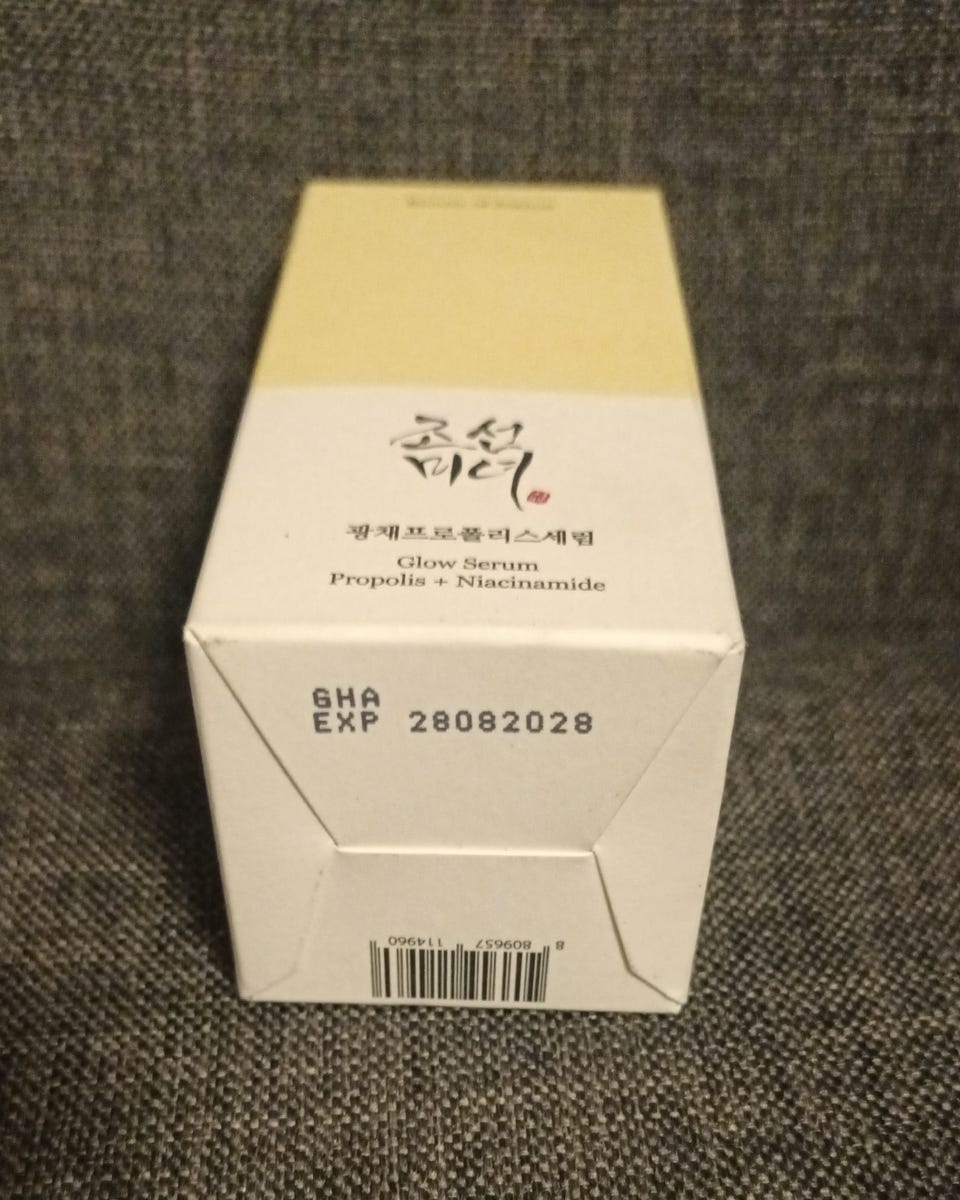 조선
미녀
광채프로폴리스세럼
Glow Serum
Propolis + Niacinamide
GHA
EXP 28082028
8 809657 114960